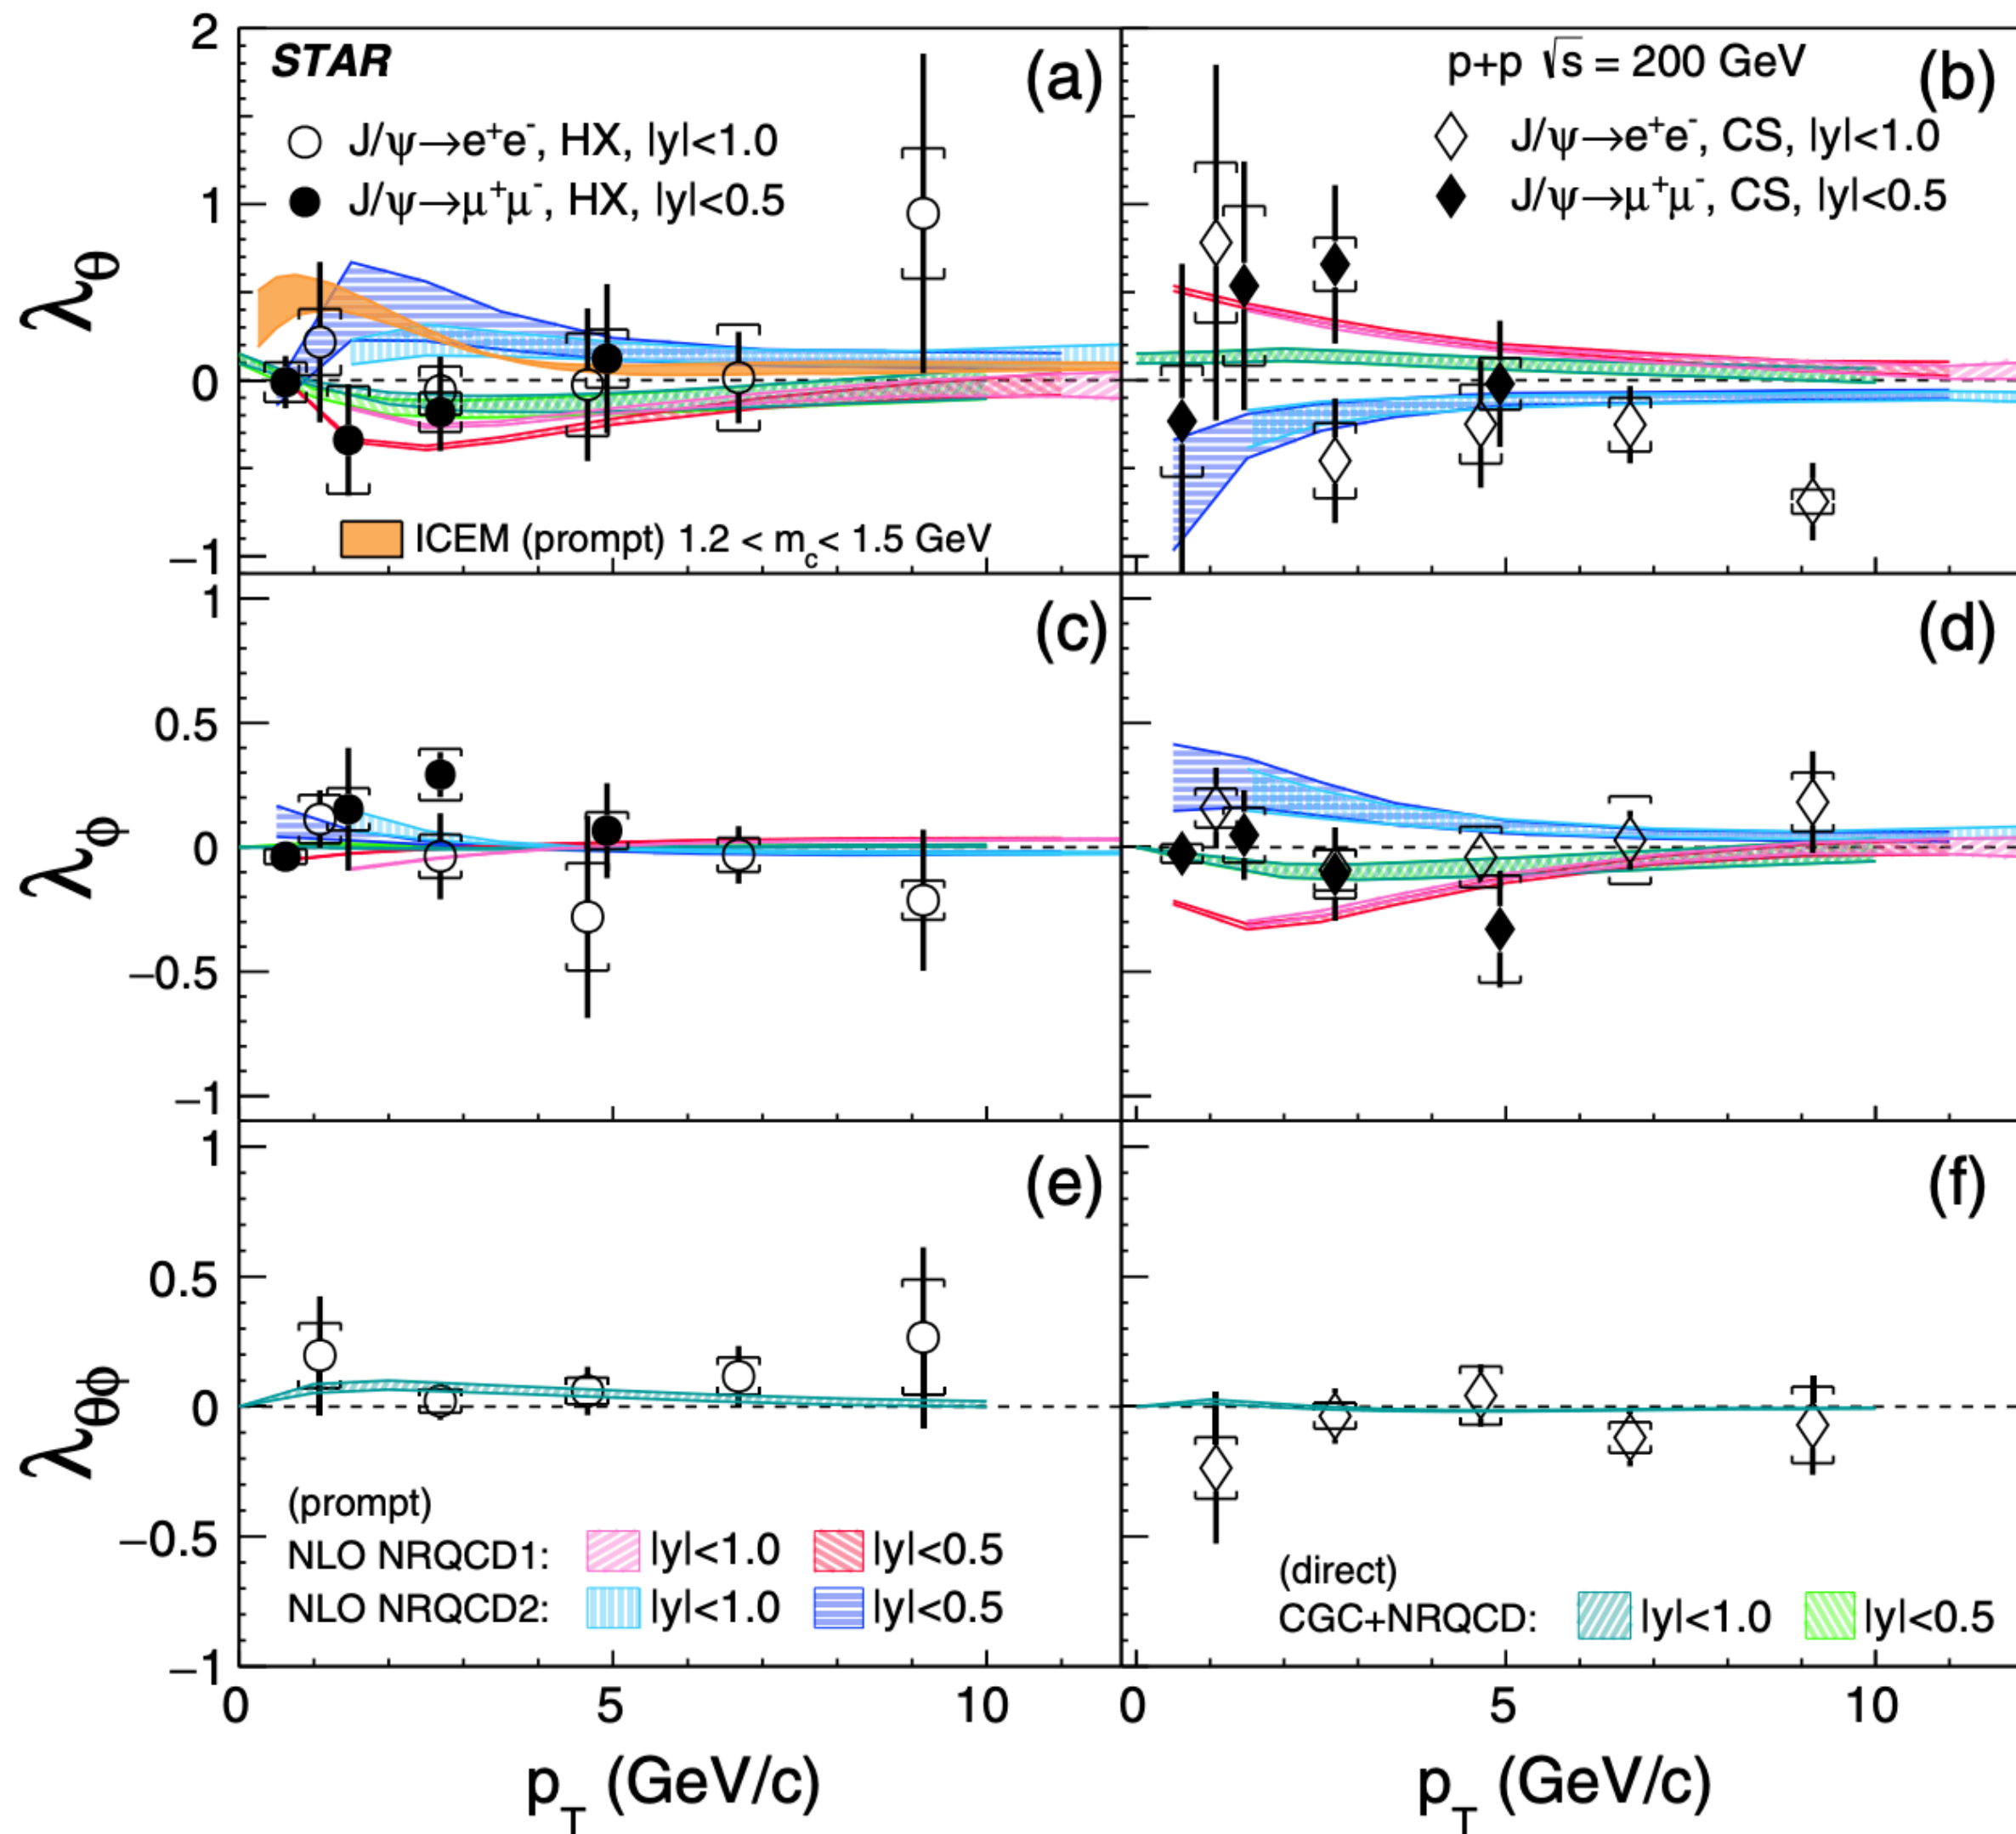 STAR
(a)
J/ψ→e⁺e⁻, HX, |y|<1.0
J/ψ→μ⁺μ⁻, HX, |y|<0.5
ICEM (prompt) 1.2 < m_c < 1.5 GeV
λ_θ
2
1
0
−1
p+p √s = 200 GeV
(b)
J/ψ→e⁺e⁻, CS, |y|<1.0
J/ψ→μ⁺μ⁻, CS, |y|<0.5
(c)
λ_ϕ
1
0.5
0
−0.5
−1
(d)
(e)
λ_θϕ
1
0.5
0
−0.5
−1
(prompt)
NLO NRQCD1: |y|<1.0 |y|<0.5
NLO NRQCD2: |y|<1.0 |y|<0.5
(f)
(direct)
CGC+NRQCD: |y|<1.0 |y|<0.5
0 5 10
0 5 10
p_T (GeV/c)
p_T (GeV/c)